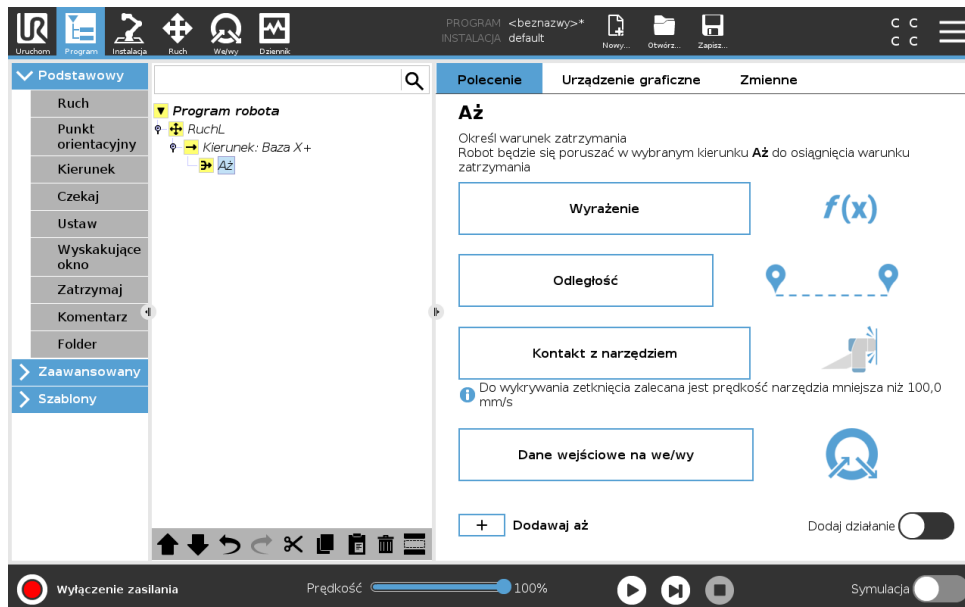 PROGRAM <beznazwy>*
INSTALACJA default
C C
C C
Uruchom Program Instalacja Ruch We/wy Dziennik Nowy... Otwórz... Zapisz...
Podstawowy
Ruch
Punkt
orientacyjny
Kierunek
Czekaj
Ustaw
Wyskakujące
okno
Zatrzymaj
Komentarz
Folder
Zaawansowany
Szablony
Program robota
RuchL
Kierunek: Baza X+
Aż
Polecenie Urządzenie graficzne Zmienne
Aż
Określ warunek zatrzymania
Robot będzie się poruszać w wybranym kierunku Aż do osiągnięcia warunku
zatrzymania
Wyrażenie f(x)
Odległość
Kontakt z narzędziem
Do wykrywania zetknięcia zalecana jest prędkość narzędzia mniejsza niż 100,0
mm/s
Dane wejściowe na we/wy
+ Dodawaj aż Dodaj działanie
Wyłączenie zasilania Prędkość 100% Symulacja